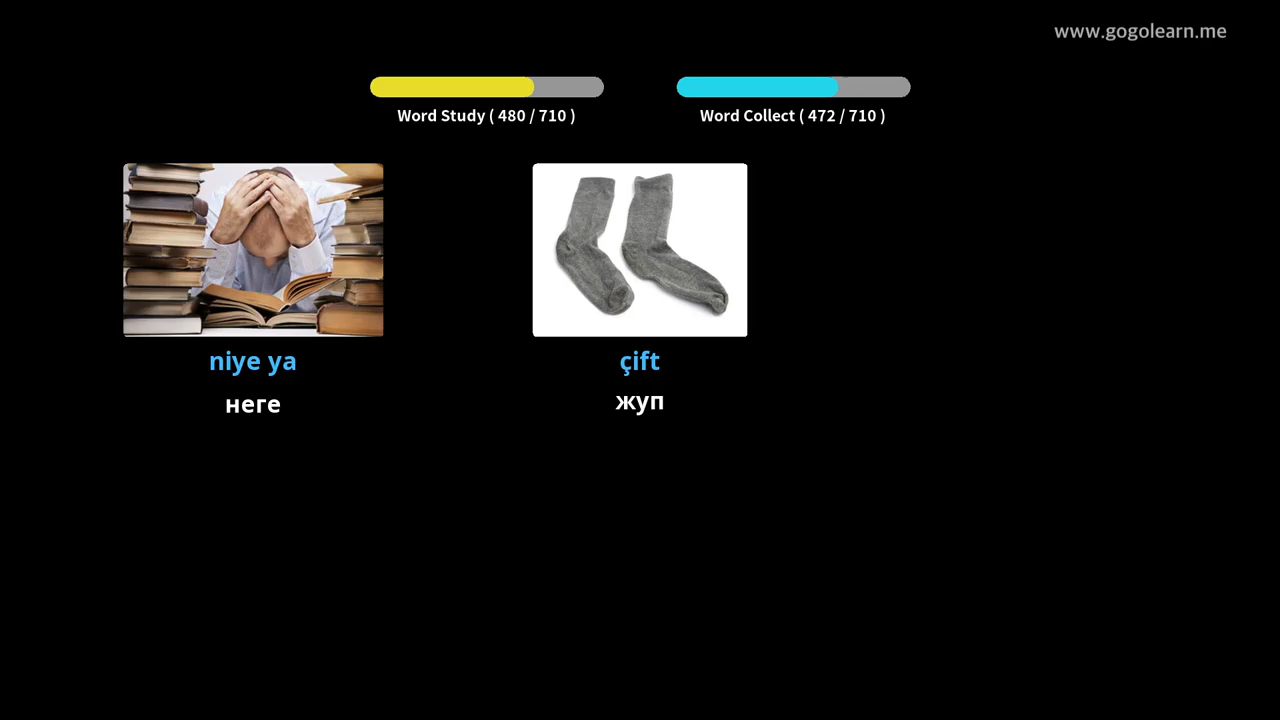 www.gogolearn.me
Word Study ( 480 / 710 )
Word Collect ( 472 / 710 )
niye ya
çift
неге
жуп